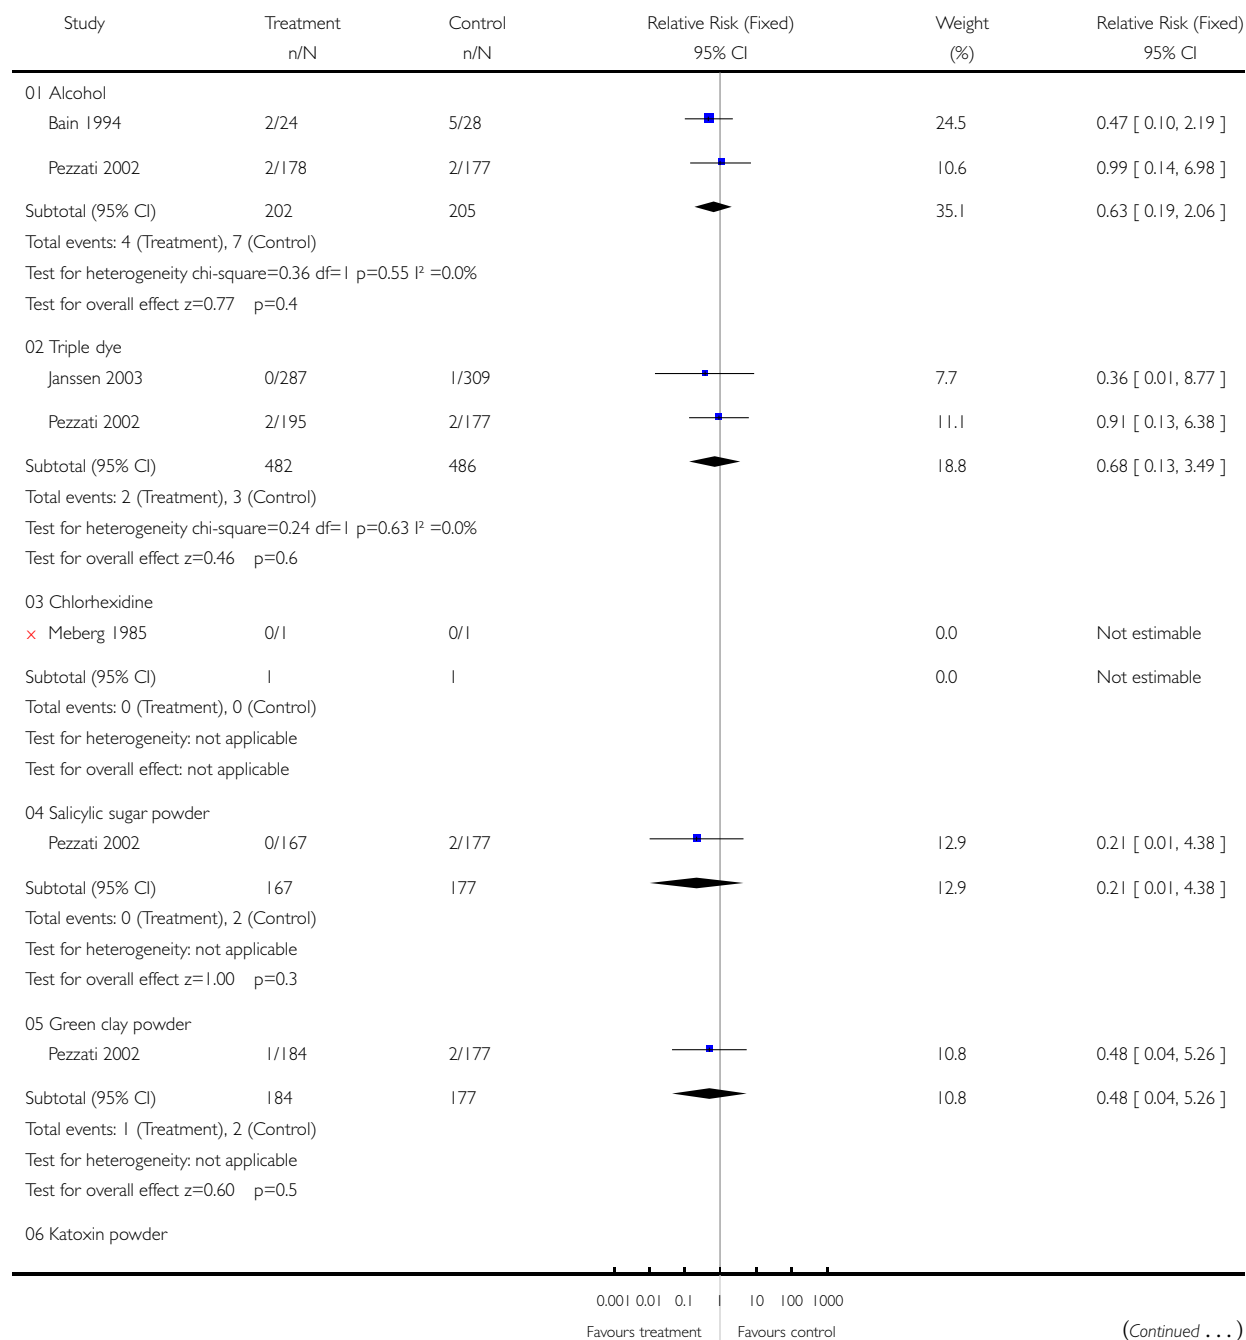 Study Treatment Control Relative Risk (Fixed) Weight Relative Risk (Fixed)
n/N n/N 95% CI (%) 95% CI
01 Alcohol
Bain 1994 2/24 5/28 24.5 0.47 [ 0.10, 2.19 ]
Pezzati 2002 2/178 2/177 10.6 0.99 [ 0.14, 6.98 ]
Subtotal (95% CI) 202 205 35.1 0.63 [ 0.19, 2.06 ]
Total events: 4 (Treatment), 7 (Control)
Test for heterogeneity chi-square=0.36 df=1 p=0.55 I² =0.0%
Test for overall effect z=0.77 p=0.4
02 Triple dye
Janssen 2003 0/287 1/309 7.7 0.36 [ 0.01, 8.77 ]
Pezzati 2002 2/195 2/177 11.1 0.91 [ 0.13, 6.38 ]
Subtotal (95% CI) 482 486 18.8 0.68 [ 0.13, 3.49 ]
Total events: 2 (Treatment), 3 (Control)
Test for heterogeneity chi-square=0.24 df=1 p=0.63 I² =0.0%
Test for overall effect z=0.46 p=0.6
03 Chlorhexidine
× Meberg 1985 0/1 0/1 0.0 Not estimable
Subtotal (95% CI) 1 1 0.0 Not estimable
Total events: 0 (Treatment), 0 (Control)
Test for heterogeneity: not applicable
Test for overall effect: not applicable
04 Salicylic sugar powder
Pezzati 2002 0/167 2/177 12.9 0.21 [ 0.01, 4.38 ]
Subtotal (95% CI) 167 177 12.9 0.21 [ 0.01, 4.38 ]
Total events: 0 (Treatment), 2 (Control)
Test for heterogeneity: not applicable
Test for overall effect z=1.00 p=0.3
05 Green clay powder
Pezzati 2002 1/184 2/177 10.8 0.48 [ 0.04, 5.26 ]
Subtotal (95% CI) 184 177 10.8 0.48 [ 0.04, 5.26 ]
Total events: 1 (Treatment), 2 (Control)
Test for heterogeneity: not applicable
Test for overall effect z=0.60 p=0.5
06 Katoxin powder
0.001 0.01 0.1 1 10 100 1000
Favours treatment Favours control (Continued . . . )